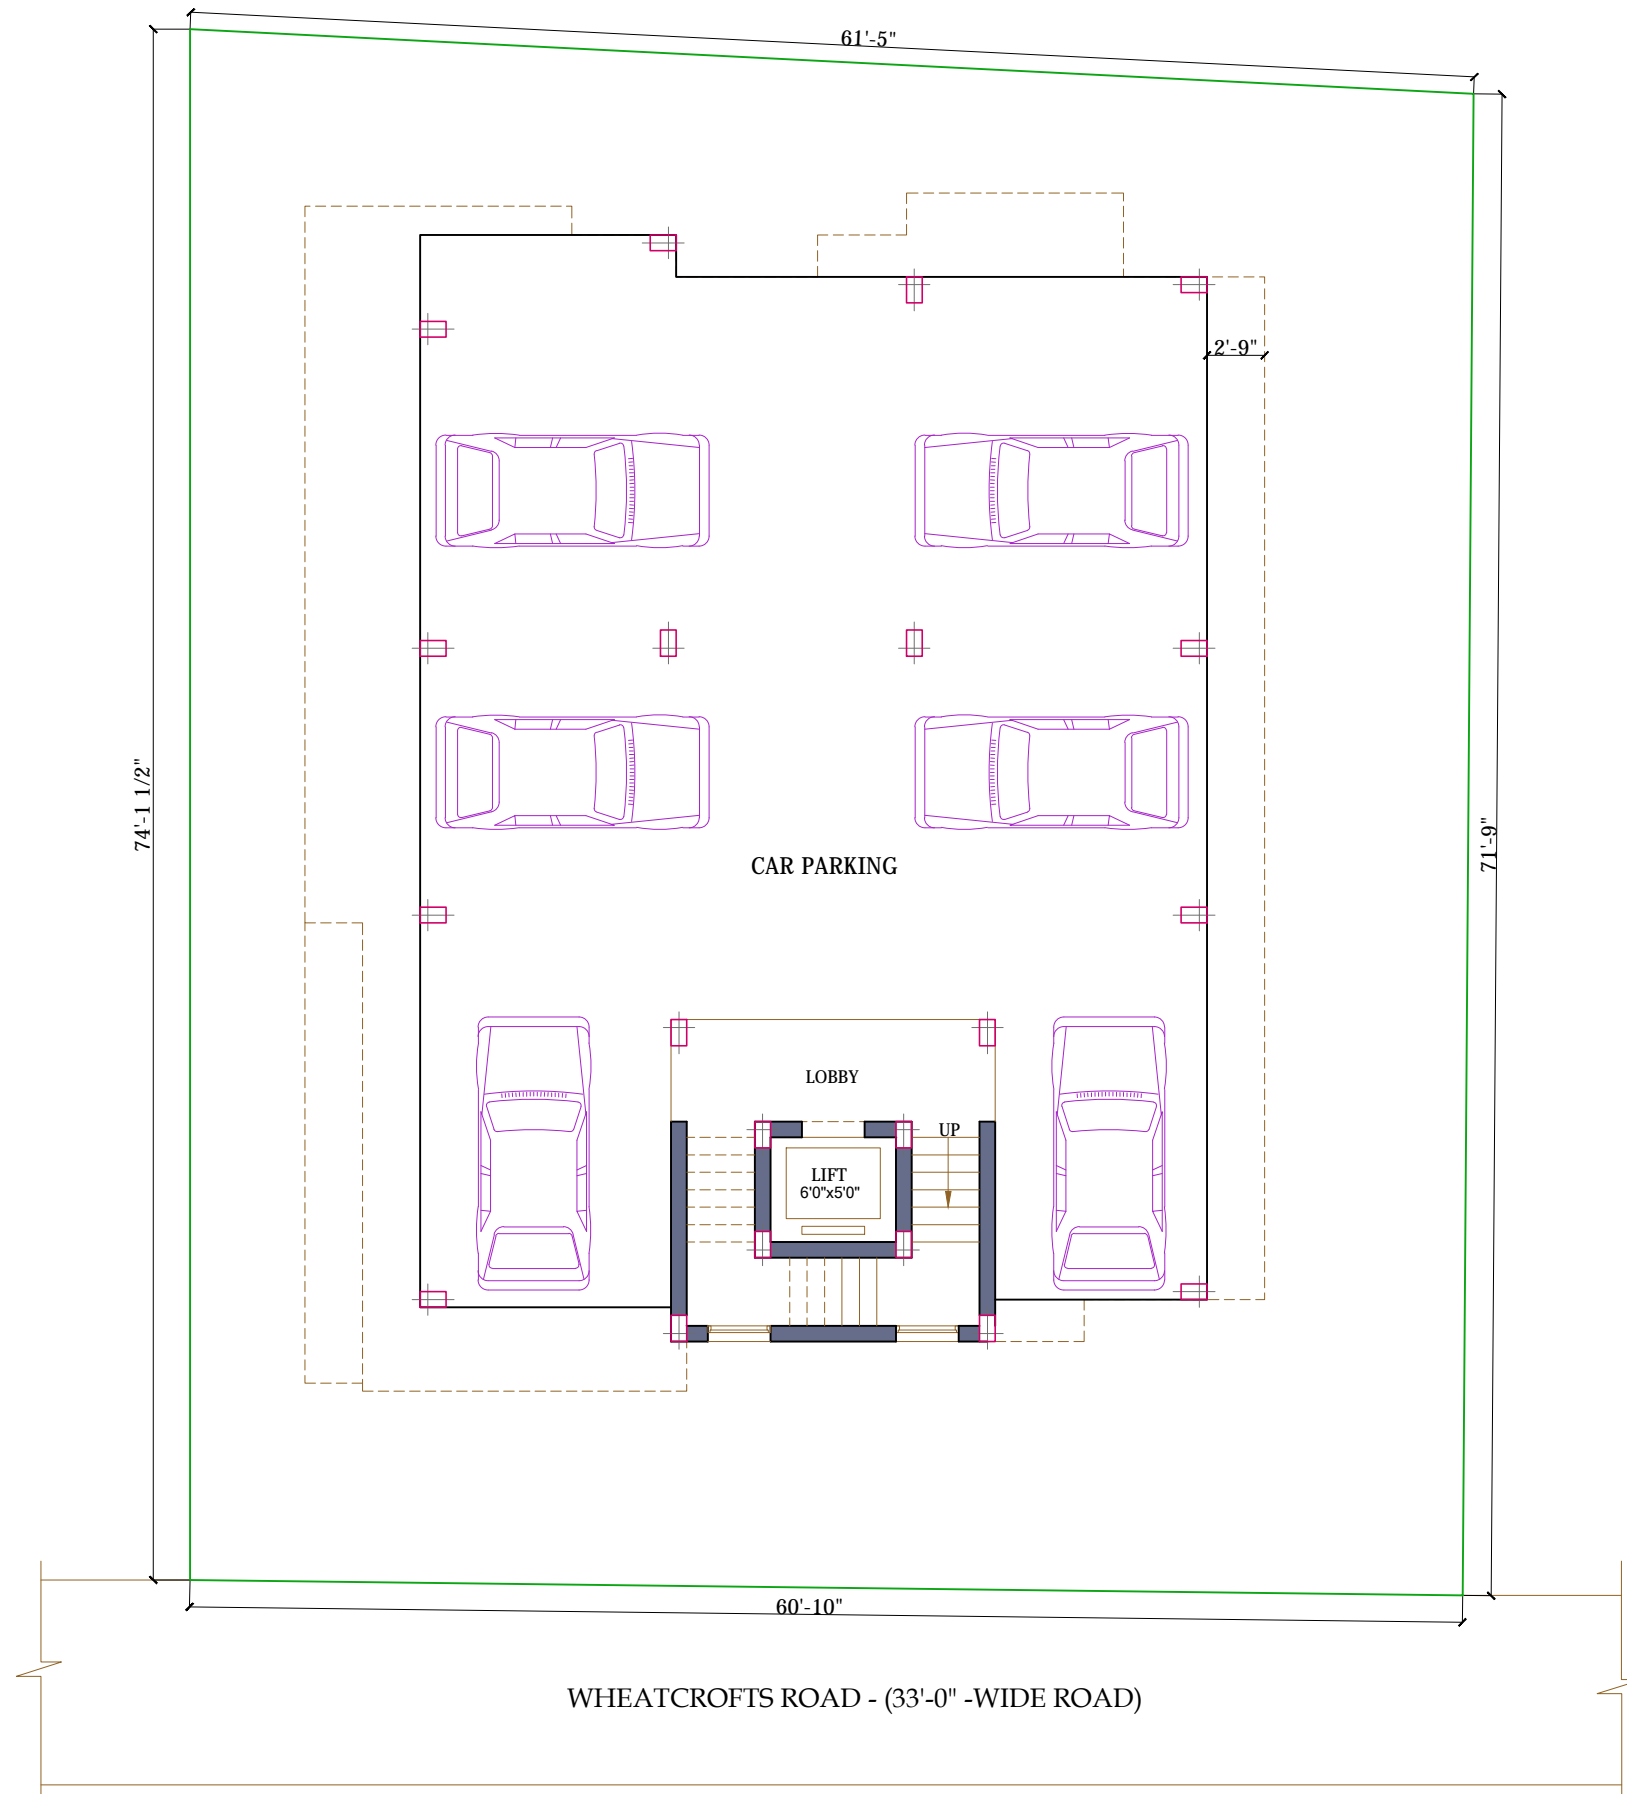 61'-5"
2'-9"
74'-1 1/2"
71'-9"
CAR PARKING
LOBBY
UP
LIFT
6'0"x5'0"
60'-10"
WHEATCROFTS ROAD - (33'-0" -WIDE ROAD)